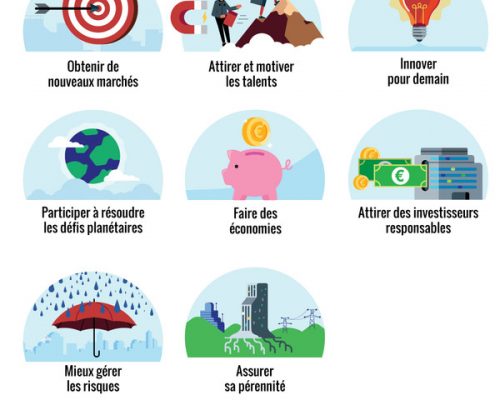 Obtenir de
nouveaux marchés
Attirer et motiver
les talents
Innover
pour demain
Participer à résoudre
les défis planétaires
Faire des
économies
€
Attirer des investisseurs
responsables
Mieux gérer
les risques
Assurer
sa pérennité